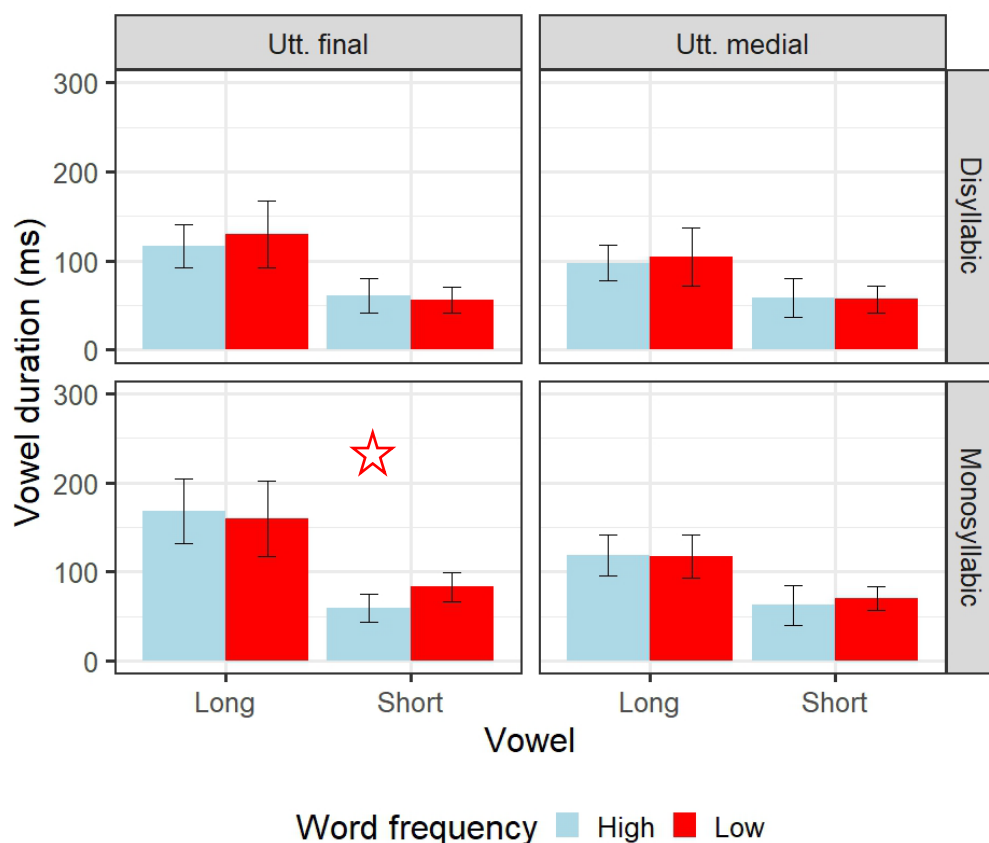 Utt. final
Utt. medial
300
200
100
0
Disyllabic
300
200
100
0
Monosyllabic
Vowel duration (ms)
Long
Short
Long
Short
Vowel
Word frequency High Low